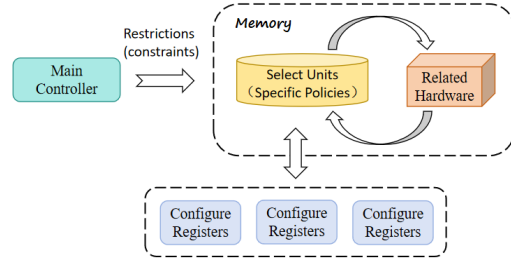 Restrictions
(constraints)
Memory
Main
Controller
Select Units
（Specific Policies）
Related
Hardware
Configure
Registers
Configure
Registers
Configure
Registers